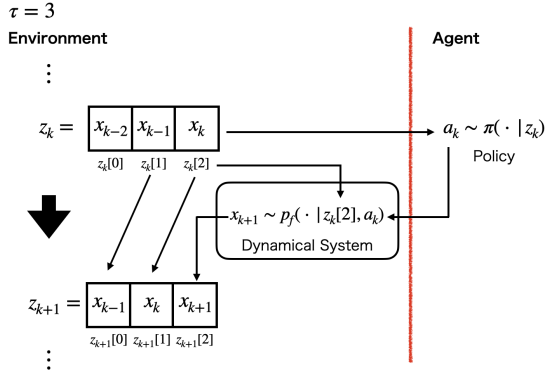 τ = 3
Environment
Agent
⋮
z_k = x_{k−2} x_{k−1} x_k
a_k ∼ π( · | z_k)
z_k[0] z_k[1] z_k[2]
Policy
x_{k+1} ∼ p_f( · | z_k[2], a_k)
Dynamical System
z_{k+1} = x_{k−1} x_k x_{k+1}
z_{k+1}[0] z_{k+1}[1] z_{k+1}[2]
⋮